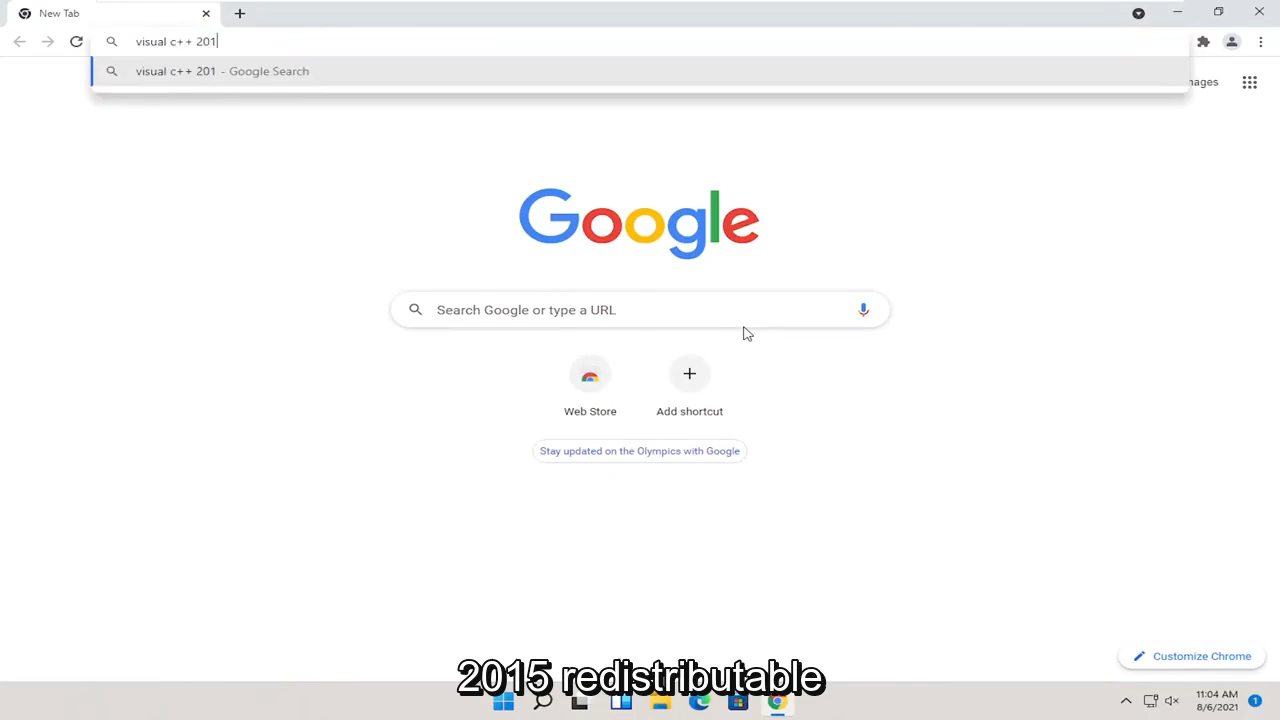 New Tab
visual c++ 201
visual c++ 201 - Google Search
mages
Google
Search Google or type a URL
Web Store
Add shortcut
Stay updated on the Olympics with Google
Customize Chrome
2015 redistributable
11:04 AM
8/6/2021
1